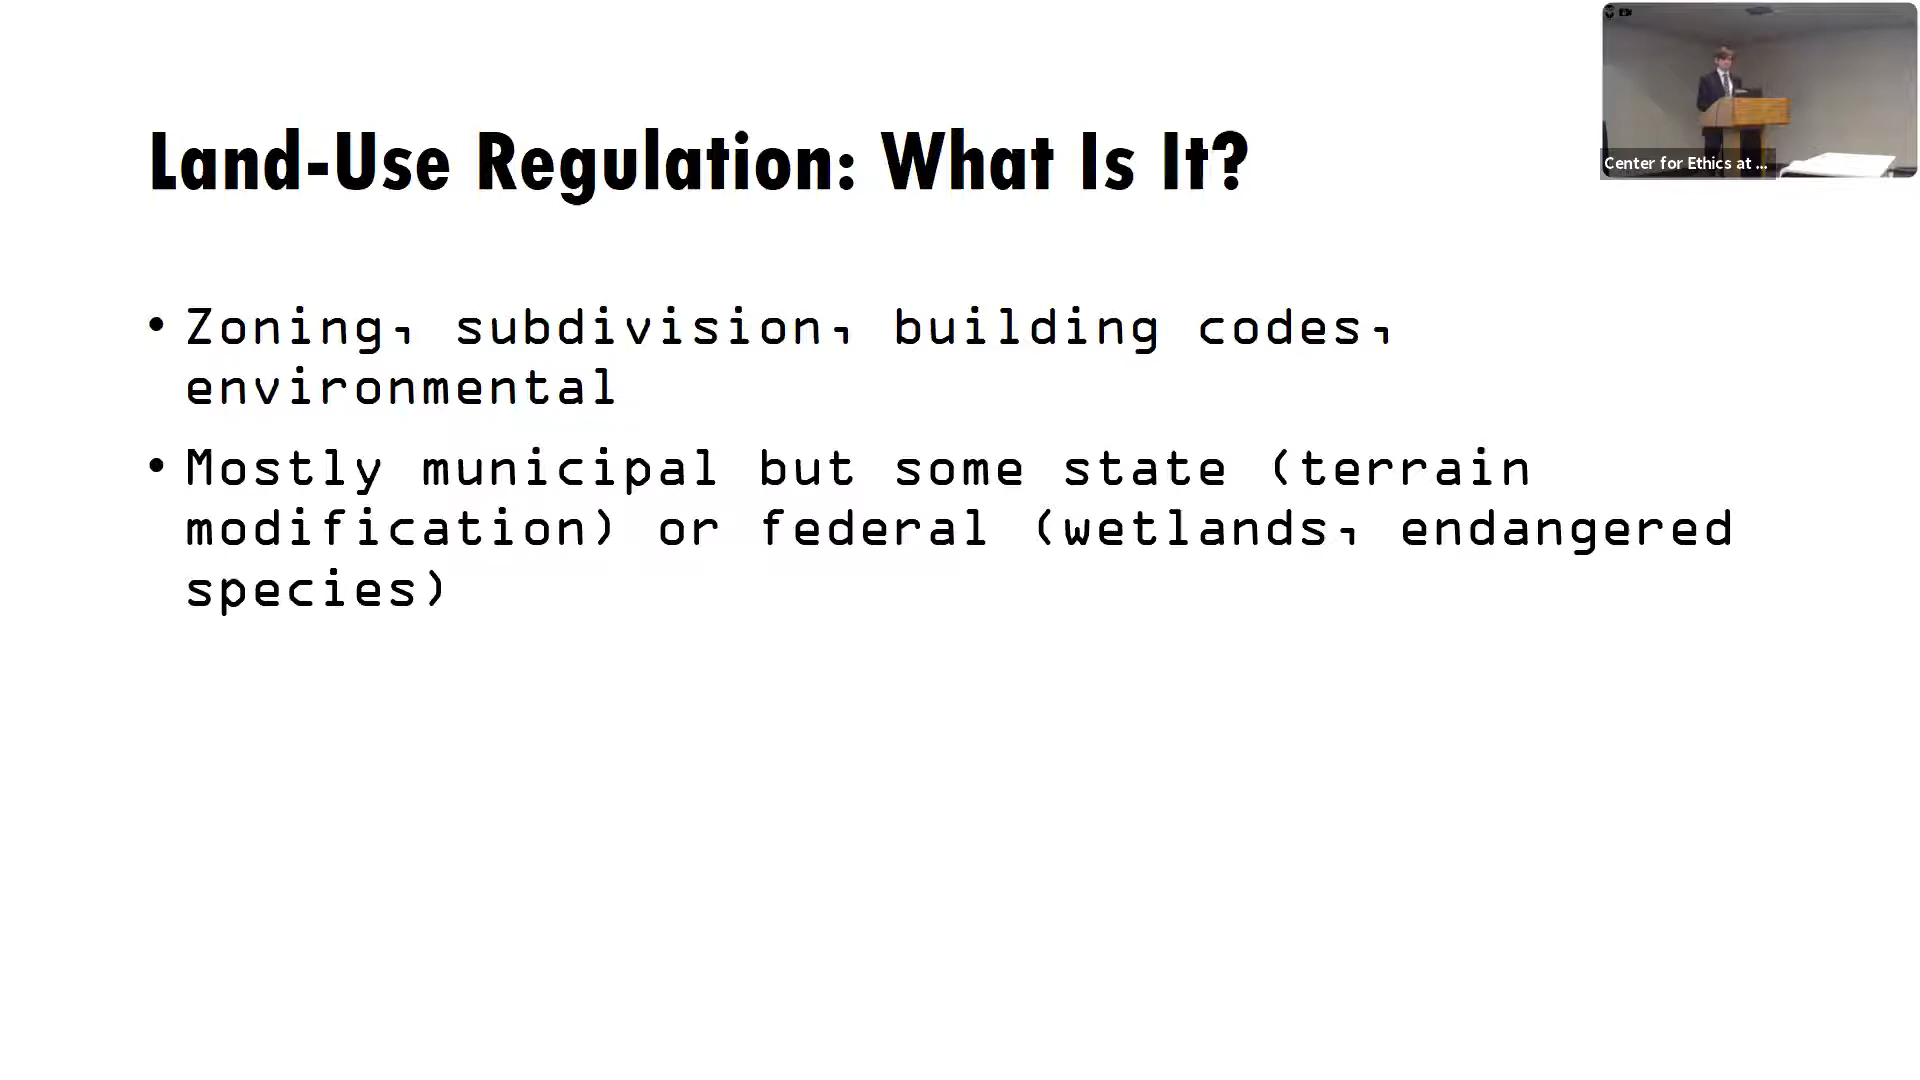 Land-Use Regulation: What Is It?
• Zoning, subdivision, building codes,
environmental
• Mostly municipal but some state (terrain
modification) or federal (wetlands, endangered
species)
Center for Ethics at ...